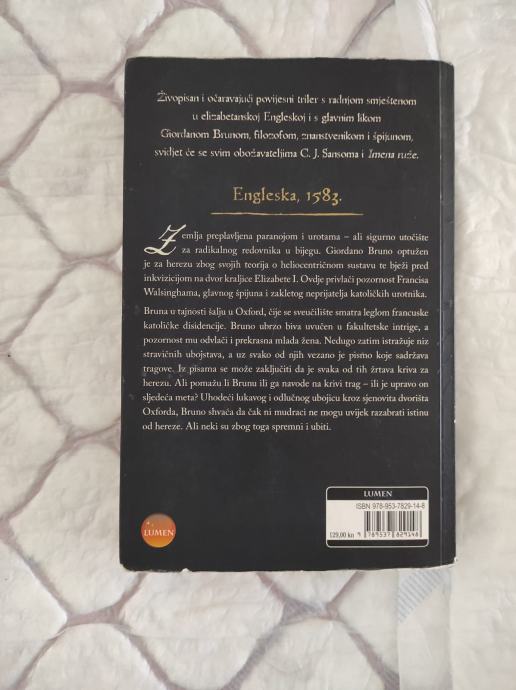 Živopisan i očaravajući povijesni triler s radnjom smještenom
u elizabetanskoj Engleskoj i s glavnim likom
Giordanom Brunom, filozofom, znanstvenikom i špijunom,
svidjet će se svim obožavateljima C. J. Sansoma i Imena ruže.
Engleska, 1583.
Zemlja preplavljena paranojom i urotama – ali sigurno utočište
za radikalnog redovnika u bijegu. Giordano Bruno optužen
je za herezu zbog svojih teorija o heliocentričnom sustavu te bježi pred
inkvizicijom na dvor kraljice Elizabete I. Ovdje privlači pozornost Francisa
Walsinghama, glavnog špijuna i zakletog neprijatelja katoličkih urotnika.
Bruna u tajnosti šalju u Oxford, čije se sveučilište smatra leglom francuske
katoličke disidencije. Bruno ubrzo biva uvučen u fakultetske intrige, a
pozornost mu odvlači i prekrasna mlada žena. Nedugo zatim istražuje niz
stravičnih ubojstava, a uz svako od njih vezano je pismo koje sadržava
tragove. Iz pisama se može zaključiti da je svaka od tih žrtava kriva za
herezu. Ali pomažu li Brunu ili ga navode na krivi trag – ili je upravo on
sljedeća meta? Uhodeći lukavog i odlučnog ubojicu kroz sjenovita dvorišta
Oxforda, Bruno shvaća da čak ni mudraci ne mogu uvijek razabrati istinu
od hereze. Ali neki su zbog toga spremni i ubiti.
LUMEN
ISBN 978-953-7829-14-8
129,00 kn 9 789537 829148
LUMEN